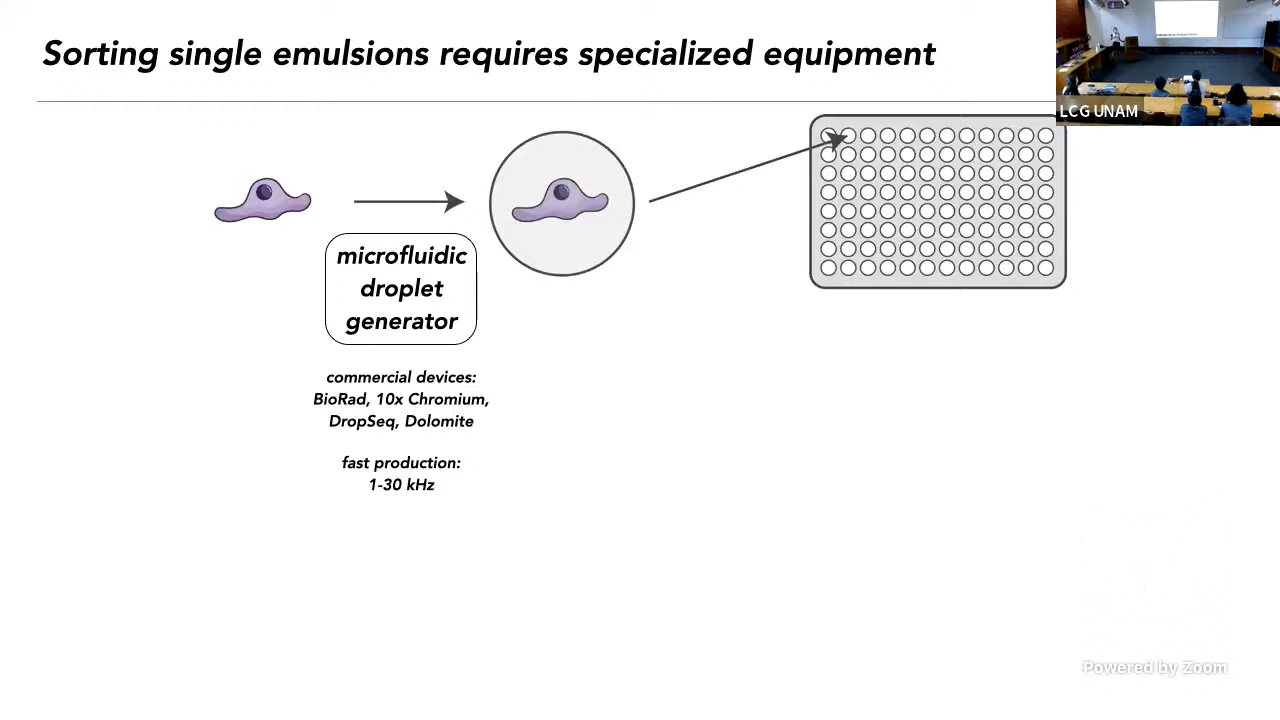 Sorting single emulsions requires specialized equipment
LCG UNAM
microfluidic
droplet
generator
commercial devices:
BioRad, 10x Chromium,
DropSeq, Dolomite
fast production:
1-30 kHz
Powered by Zoom